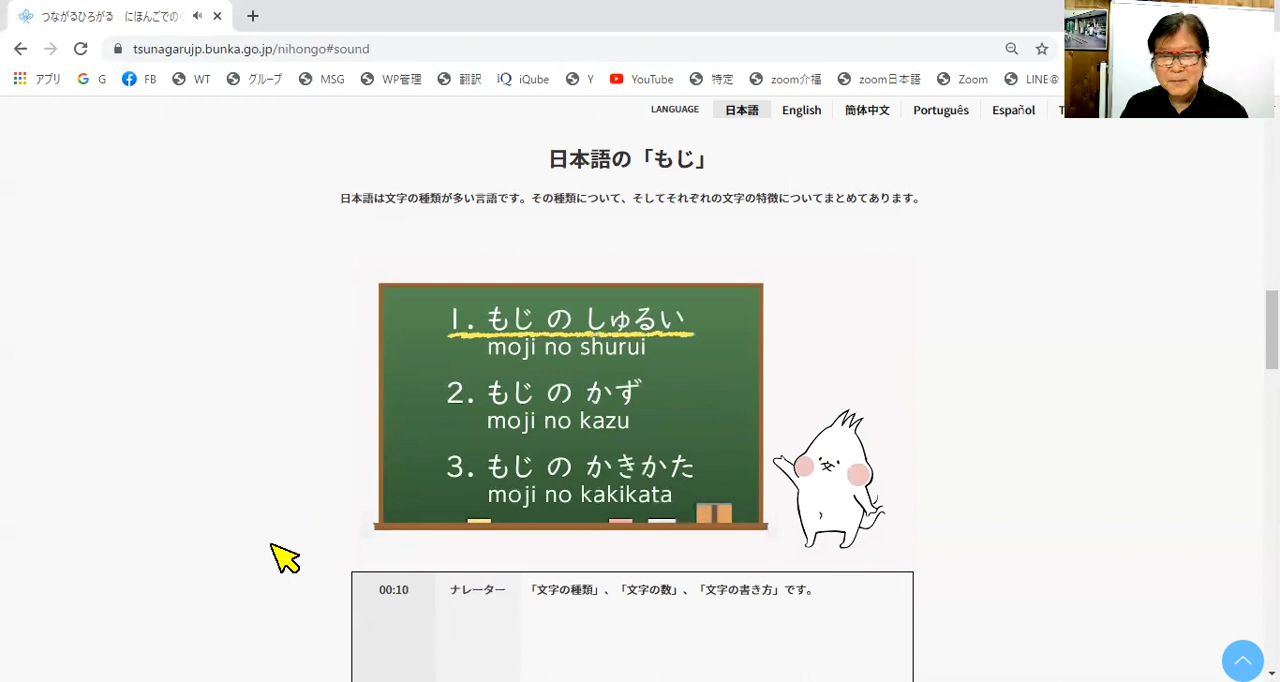 つながるひろがる にほんごでの
tsunagarujp.bunka.go.jp/nihongo#sound
アプリ G FB WT グループ MSG WP管理 翻訳 iQube Y YouTube 特定 zoom介福 zoom日本語 Zoom LINE@
LANGUAGE 日本語 English 简体中文 Português Español
日本語の「もじ」
日本語は文字の種類が多い言語です。その種類について、そしてそれぞれの文字の特徴についてまとめてあります。
1. もじ の しゅるい
moji no shurui
2. もじ の かず
moji no kazu
3. もじ の かきかた
moji no kakikata
00:10 ナレーター 「文字の種類」、「文字の数」、「文字の書き方」です。